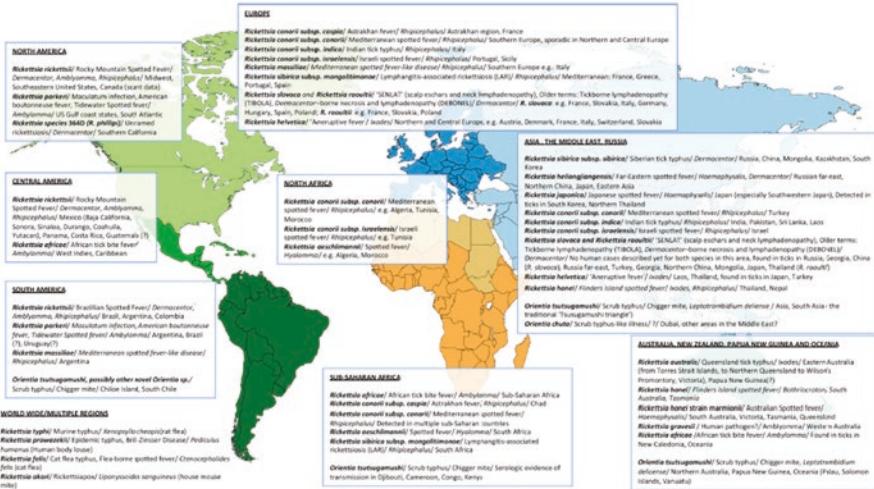 EUROPE
Rickettsia conorii subsp. caspia/ Astrakhan fever/ Rhipicephalus/ Astrakhan region, France
Rickettsia conorii subsp. conorii/ Mediterranean spotted fever/ Rhipicephalus/ Southern Europe, sporadic in Northern and Central Europe
Rickettsia conorii subsp. indica/ Indian tick typhus/ Rhipicephalus/ Italy
Rickettsia conorii subsp. israelensis/ Israeli spotted fever/ Rhipicephalus/ Portugal, Sicily
Rickettsia massiliae/ Mediterranean spotted fever-like disease/ Rhipicephalus/ Southern Europe e.g. Italy
Rickettsia sibirica subsp. mongolitimonae/ Lymphangitis-associated rickettsiosis (LAR)/ Rhipicephalus/ Mediterranean: France, Greece,
Portugal, Spain
Rickettsia slovaca and Rickettsia raoultii/ 'SENLAT' (scalp eschars and neck lymphadenopathy), Older terms: Tickborne lymphadenopathy
(TIBOLA), Dermacentor-borne necrosis and lymphadenopathy (DEBONEL)/ Dermacentor/ R. slovaca e.g. France, Slovakia, Italy, Germany,
Hungary, Spain, Poland; R. raoultii e.g. France, Slovakia, Poland
Rickettsia helvetica/ 'Aneruptive fever'/ Ixodes/ Northern and Central Europe, e.g. Austria, Denmark, France, Italy, Switzerland, Slovakia
NORTH AMERICA
Rickettsia rickettsii/ Rocky Mountain Spotted Fever/
Dermacentor, Amblyomma, Rhipicephalus/ Midwest,
Southeastern United States, Canada (scant data)
Rickettsia parkeri/ Maculatum infection, American
boutonneuse fever, Tidewater Spotted fever/
Amblyomma/ US Gulf coast states, South Atlantic
Rickettsia species 364D (R. phillipi)/ Unnamed
rickettsiosis/ Dermacentor/ Southern California
CENTRAL AMERICA
Rickettsia rickettsii/ Rocky Mountain
Spotted Fever/ Dermacentor, Amblyomma,
Rhipicephalus/ Mexico (Baja California,
Sonora, Sinaloa, Durango, Coahuila,
Yutacan), Panama, Costa Rica, Guatemala (?)
Rickettsia africae/ African tick bite fever/
Amblyomma/ West Indies, Caribbean
NORTH AFRICA
Rickettsia conorii subsp. conorii/ Mediterranean
spotted fever/ Rhipicephalus/ e.g. Algeria, Tunisia,
Morocco
Rickettsia conorii subsp. israelensis/ Israeli
spotted fever/ Rhipicephalus/ e.g. Tunisia
Rickettsia aeschlimannii/ Spotted fever/
Hyalomma/ e.g. Algeria, Morocco
ASIA, THE MIDDLE EAST, RUSSIA
Rickettsia sibirica subsp. sibirica/ Siberian tick typhus/ Dermacentor/ Russia, China, Mongolia, Kazakhstan, South
Korea
Rickettsia heilongjiangensis/ Far-Eastern spotted fever/ Haemaphysalis, Dermacentor/ Russian far-east,
Northern China, Japan, Eastern Asia
Rickettsia japonica/ Japanese spotted fever/ Haemaphysalis/ Japan (especially Southwestern Japan), Detected in
ticks in South Korea, Northern Thailand
Rickettsia conorii subsp. conorii/ Mediterranean spotted fever/ Rhipicephalus/ Turkey
Rickettsia conorii subsp. indica/ Indian tick typhus/ Rhipicephalus/ India, Pakistan, Sri Lanka, Laos
Rickettsia conorii subsp. israelensis/ Israeli spotted fever/ Rhipicephalus/ Israel
Rickettsia slovaca and Rickettsia raoultii/ 'SENLAT' (scalp eschars and neck lymphadenopathy), Older terms:
Tickborne lymphadenopathy (TIBOLA), Dermacentor-borne necrosis and lymphadenopathy (DEBONEL)/
Dermacentor/ No human cases described yet for both species in this area, found in ticks in Russia, Georgia, China
(R. slovaca); Russia far-east, Turkey, Georgia, Northern China, Mongolia, Japan, Thailand (R. raoulti)
Rickettsia helvetica/ 'Aneruptive fever'/ Ixodes/ Laos, Thailand, found in ticks in Japan, Turkey
Rickettsia honei/ Flinders Island spotted fever/ Ixodes, Rhipicephalus/ Thailand, Nepal
Orientia tsutsugamushi/ Scrub typhus/ Chigger mite, Leptotrombidium deliense / Asia, South Asia- the
traditional 'Tsutsugamushi triangle')
Orientia chuto/ Scrub typhus-like illness/ ?/ Dubai, other areas in the Middle East?
SOUTH AMERICA
Rickettsia rickettsii/ Brazillian Spotted Fever/ Dermacentor,
Amblyomma, Rhipicephalus/ Brazil, Argentina, Colombia
Rickettsia parkeri/ Maculatum infection, American boutonneuse
fever, Tidewater Spotted fever/ Amblyomma/ Argentina, Brazil
(?), Uruguay(?)
Rickettsia massiliae/ Mediterranean spotted fever-like disease/
Rhipicephalus/ Argentina
Orientia tsutsugamushi, possibly other novel Orientia sp./
Scrub typhus/ Chigger mite/ Chiloe Island, South Chile
SUB-SAHARAN AFRICA
Rickettsia africae/ African tick bite fever/ Amblyomma/ Sub-Saharan Africa
Rickettsia conorii subsp. caspia/ Astrakhan fever/ Rhipicephalus/ Chad
Rickettsia conorii subsp. conorii/ Mediterranean spotted fever/
Rhipicephalus/ Detected in multiple sub-Saharan countries
Rickettsia aeschlimannii/ Spotted fever/ Hyalomma/ South Africa
Rickettsia sibirica subsp. mongolitimonae/ Lymphangitis-associated
rickettsiosis (LAR)/ Rhipicephalus/ South Africa
Orientia tsutsugamushi/ Scrub typhus/ Chigger mite/ Serologic evidence of
transmission in Djibouti, Cameroon, Congo, Kenya
AUSTRALIA, NEW ZEALAND, PAPUA NEW GUINEA AND OCEANIA
Rickettsia australis/ Queensland tick typhus/ Ixodes/ Eastern Australia
(from Torres Strait Islands, to Northern Queensland to Wilson's
Promontory, Victoria), Papua New Guinea(?)
Rickettsia honei/ Flinders Island spotted fever/ Bothriocroton, South
Australia, Tasmania
Rickettsia honei strain marmionii/ Australian Spotted fever/
Haemaphysalis/ South Australia, Victoria, Tasmania, Queensland
Rickettsia gravesii / Human pathogen?/ Amblyomma/ Western Australia
Rickettsia africae /African tick bite fever/ Amblyomma/ Found in ticks in
New Caledonia, Oceania
Orientia tsutsugamushi/ Scrub typhus/ Chigger mite, Leptotrombidium
deliense/ Northern Australia, Papua New Guinea, Oceania (Palau, Solomon
Islands, Vanuatu)
WORLD WIDE/MULTIPLE REGIONS
Rickettsia typhi/ Murine typhus/ Xenopsylla cheopis(rat flea)
Rickettsia prowazekii/ Epidemic typhus, Brill-Zinsser Disease/ Pediculus
humanus (Human body louse)
Rickettsia felis/ Cat flea typhus, Flea-borne spotted fever/ Ctenocephalides
felis (cat flea)
Rickettsia akari/ Rickettsiapox/ Liponyssoides sanguineus (house mouse
mite)